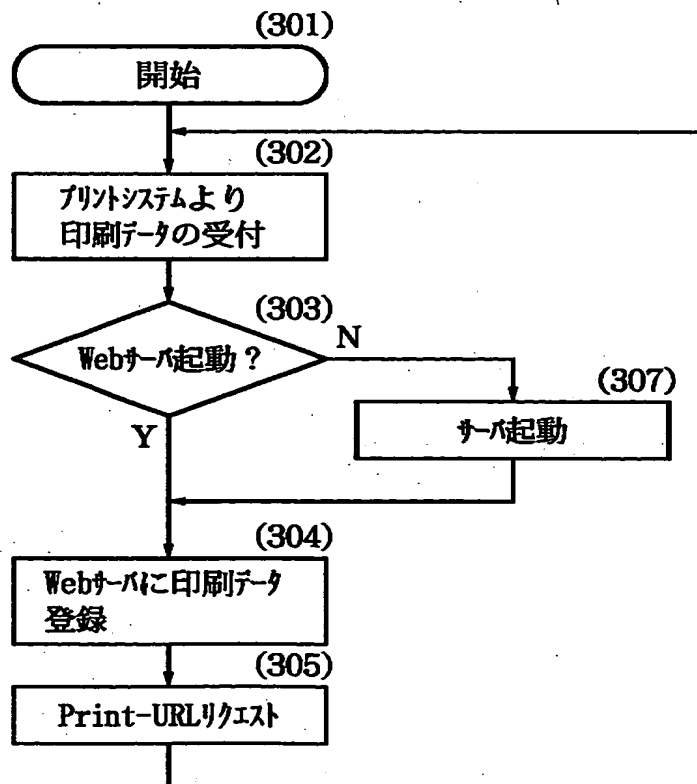 (301)
開始
(302)
プリントシステムより
印刷データの受付
(303)
Webサーバ起動？
N
Y
(307)
サーバ起動
(304)
Webサーバに印刷データ
登録
(305)
Print-URLリクエスト